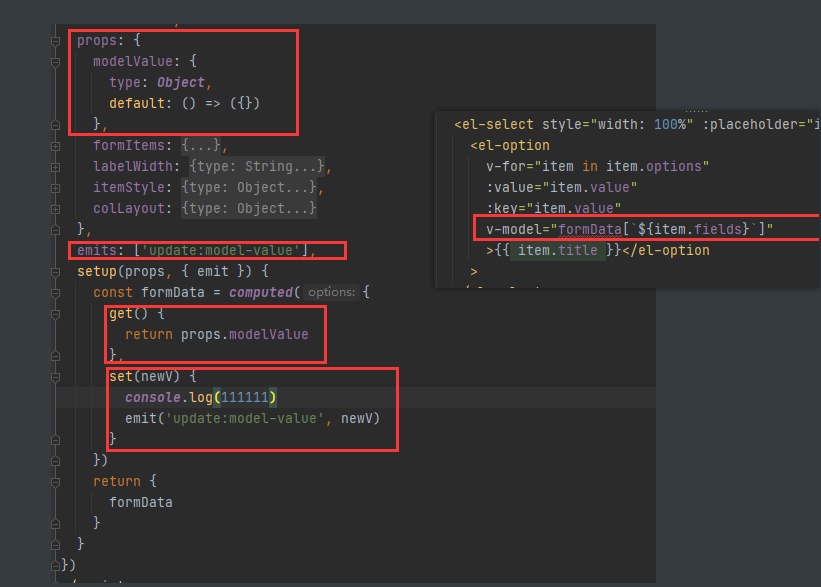 props: {
modelValue: {
type: Object,
default: () => ({})
},
formItems: {...},
labelWidth: {type: String...},
itemStyle: {type: Object...},
colLayout: {type: Object...}
},
emits: ['update:model-value'],
setup(props, { emit }) {
const formData = computed( options: {
get() {
return props.modelValue
},
set(newV) {
console.log(111111)
emit('update:model-value', newV)
}
})
return {
formData
}
}
})
<el-select style="width: 100%" :placeholder="i
<el-option
v-for="item in item.options"
:value="item.value"
:key="item.value"
v-model="formData[`${item.fields}`]"
>{{ item.title }}</el-option
>